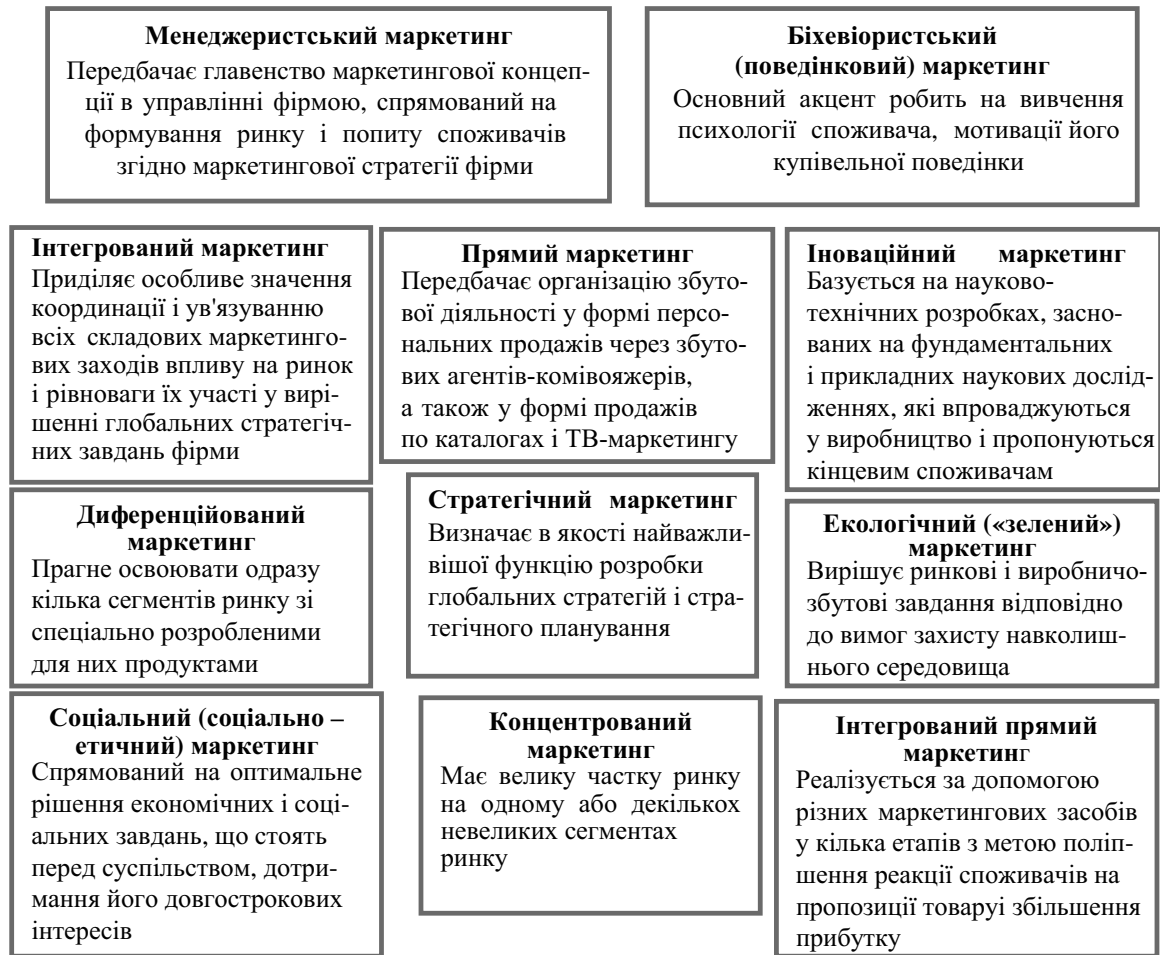 Менеджеристський маркетинг
Передбачає главенство маркетингової концеп-
ції в управлінні фірмою, спрямований на
формування ринку і попиту споживачів
згідно маркетингової стратегії фірми
Біхевіористський
(поведінковий) маркетинг
Основний акцент робить на вивчення
психології споживача, мотивації його
купівельної поведінки
Інтегрований маркетинг
Приділяє особливе значення
координації і ув'язуванню
всіх складових маркетинго-
вих заходів впливу на ринок
і рівноваги їх участі у вирі-
шенні глобальних стратегіч-
них завдань фірми
Прямий маркетинг
Передбачає організацію збуто-
вої діяльності у формі персо-
нальних продажів через збуто-
вих агентів-комівояжерів,
а також у формі продажів
по каталогах і ТВ-маркетингу
Іноваційний маркетинг
Базується на науково-
технічних розробках, засно-
ваних на фундаментальних
і прикладних наукових дослід-
женнях, які впроваджуються
у виробництво і пропонуються
кінцевим споживачам
Диференційований
маркетинг
Прагне освоювати одразу
кілька сегментів ринку зі
спеціально розробленими
для них продуктами
Стратегічний маркетинг
Визначає в якості найважли-
вішої функцію розробки
глобальних стратегій і стра-
тегічного планування
Екологічний («зелений»)
маркетинг
Вирішує ринкові і виробничо-
збутові завдання відповідно
до вимог захисту навколиш-
нього середовища
Соціальний (соціально –
етичний) маркетинг
Спрямований на оптимальне
рішення економічних і соці-
альних завдань, що стоять
перед суспільством, дотри-
мання його довгострокових
інтересів
Концентрований
маркетинг
Має велику частку ринку
на одному або декількох
невеликих сегментах
ринку
Інтегрований прямий
маркетинг
Реалізується за допомогою
різних маркетингових засобів
у кілька етапів з метою поліп-
шення реакції споживачів на
пропозиції товаруі збільшення
прибутку